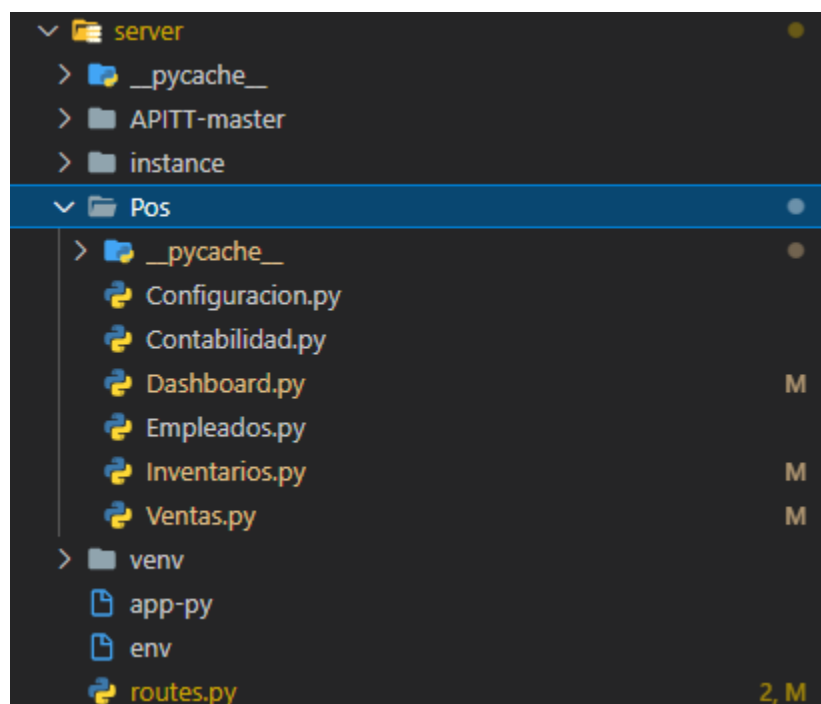 server
__pycache__
APITT-master
instance
Pos
__pycache__
Configuracion.py
Contabilidad.py
Dashboard.py M
Empleados.py
Inventarios.py M
Ventas.py M
venv
app-py
env
routes.py 2, M